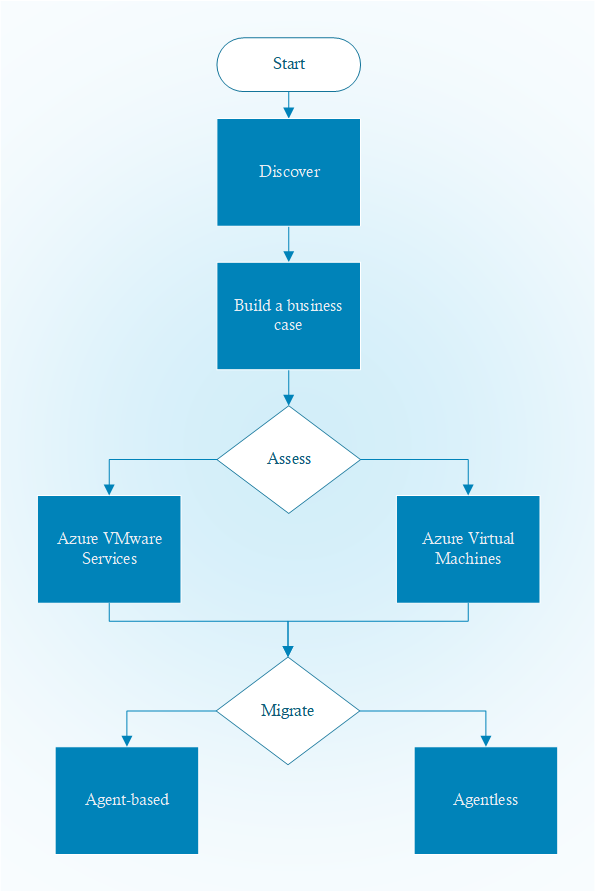 Start
Discover
Build a business
case
Assess
Azure VMware
Services
Azure Virtual
Machines
Migrate
Agent-based
Agentless